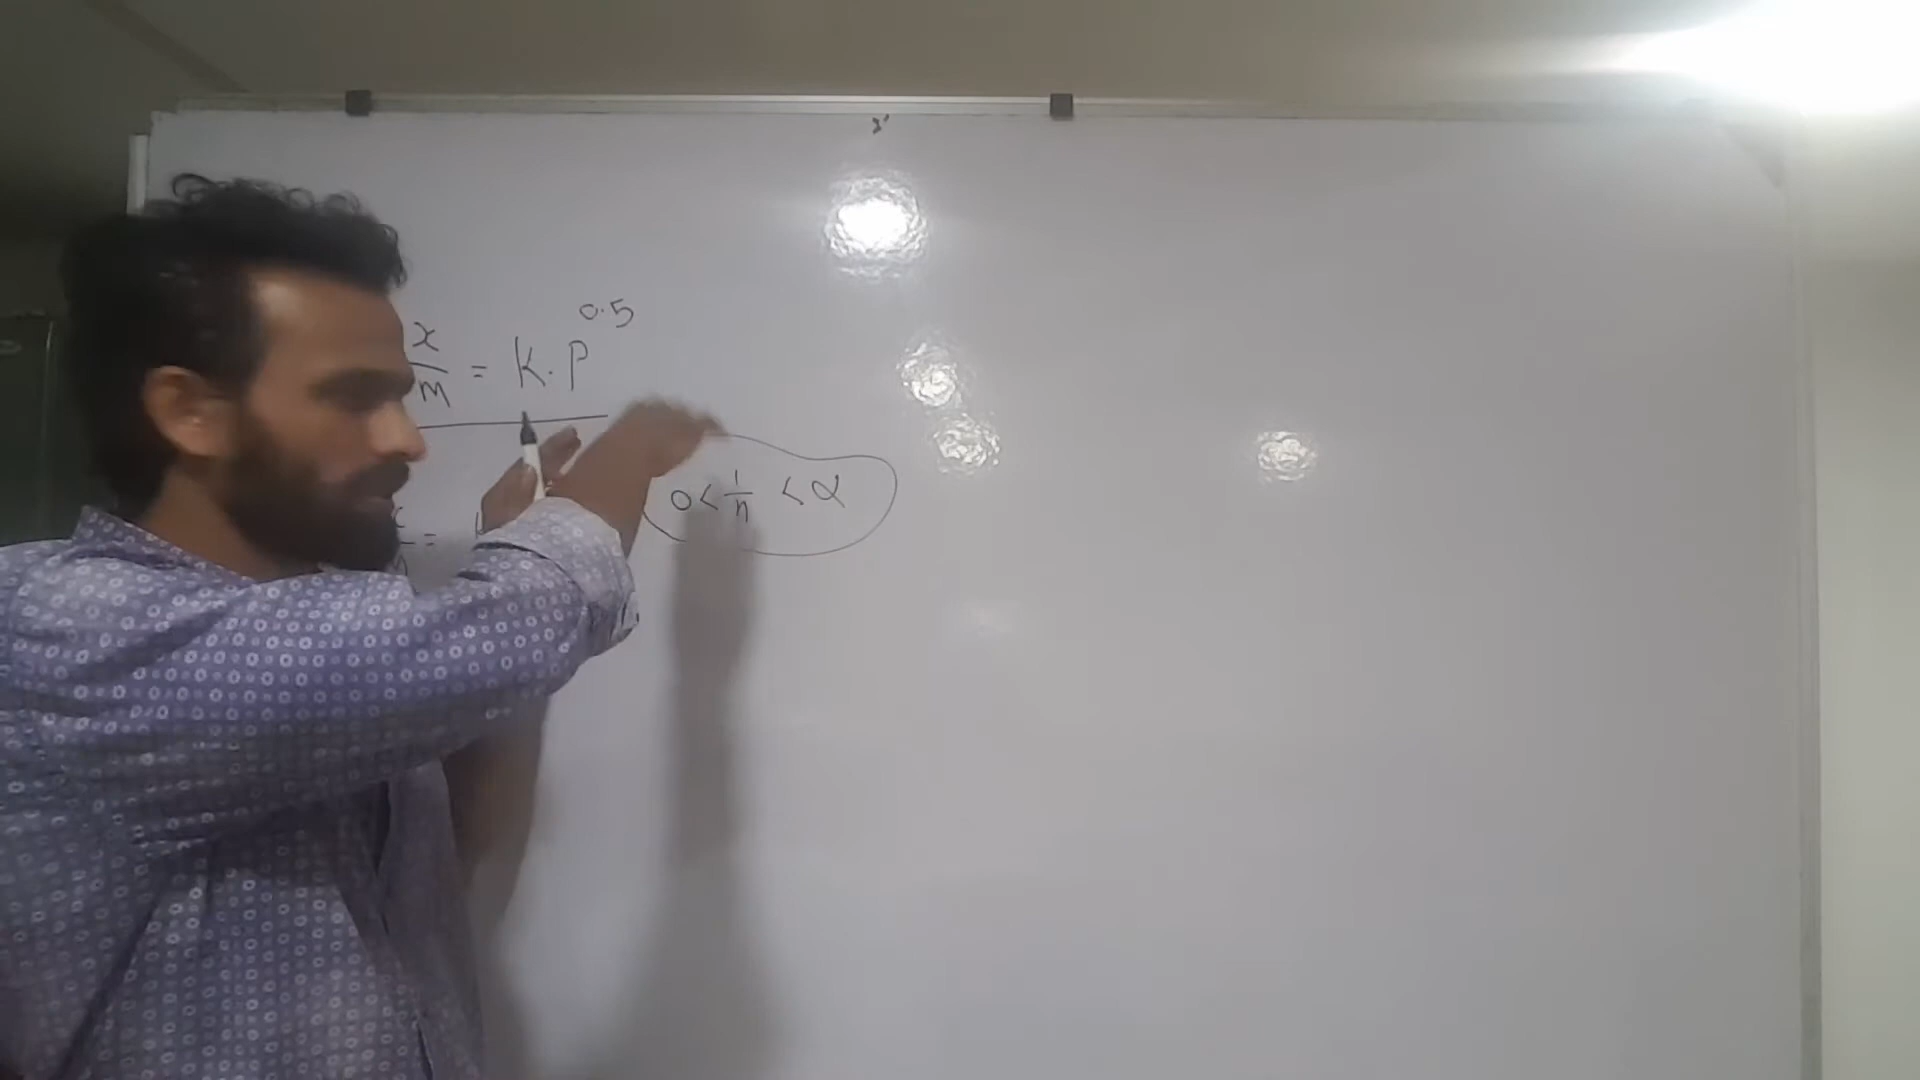 x/m = K. P^0.5
0 < 1/n < α
=